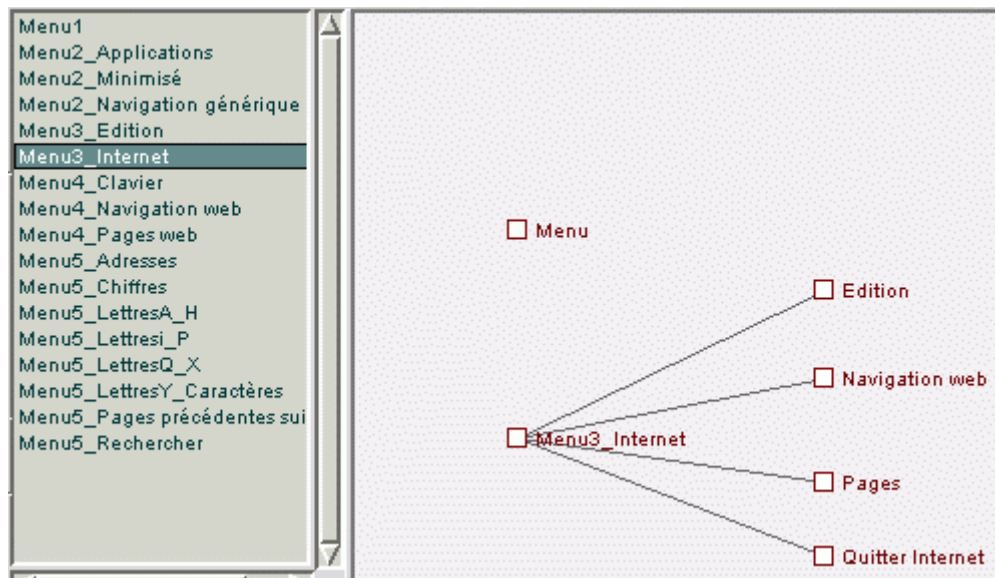 Menu1
Menu2_Applications
Menu2_Minimisé
Menu2_Navigation générique
Menu3_Edition
Menu3_Internet
Menu4_Clavier
Menu4_Navigation web
Menu4_Pages web
Menu5_Adresses
Menu5_Chiffres
Menu5_LettresA_H
Menu5_Lettresi_P
Menu5_LettresQ_X
Menu5_LettresY_Caractères
Menu5_Pages précédentes sui
Menu5_Rechercher
Menu
Edition
Navigation web
Menu3_Internet
Pages
Quitter Internet